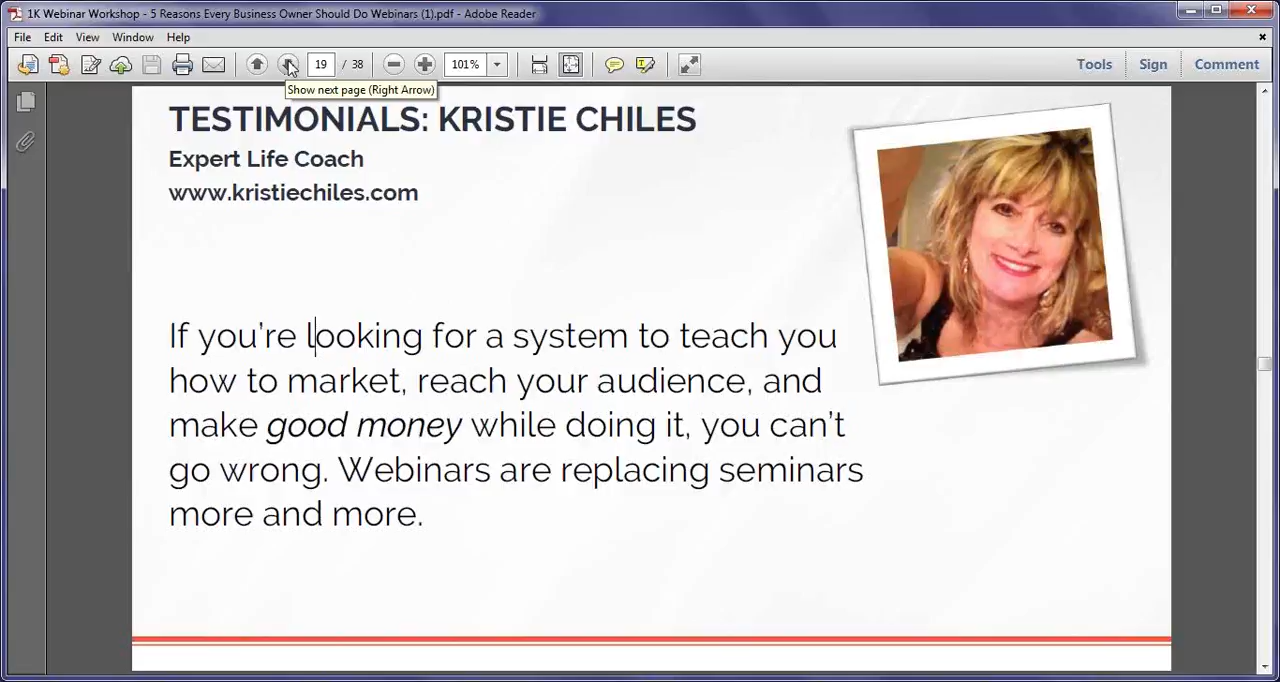 1K Webinar Workshop - 5 Reasons Every Business Owner Should Do Webinars (1).pdf - Adobe Reader
File Edit View Window Help
19 / 38 101% Tools Sign Comment
Show next page (Right Arrow)
TESTIMONIALS: KRISTIE CHILES
Expert Life Coach
www.kristiechiles.com
If you’re looking for a system to teach you
how to market, reach your audience, and
make good money while doing it, you can’t
go wrong. Webinars are replacing seminars
more and more.